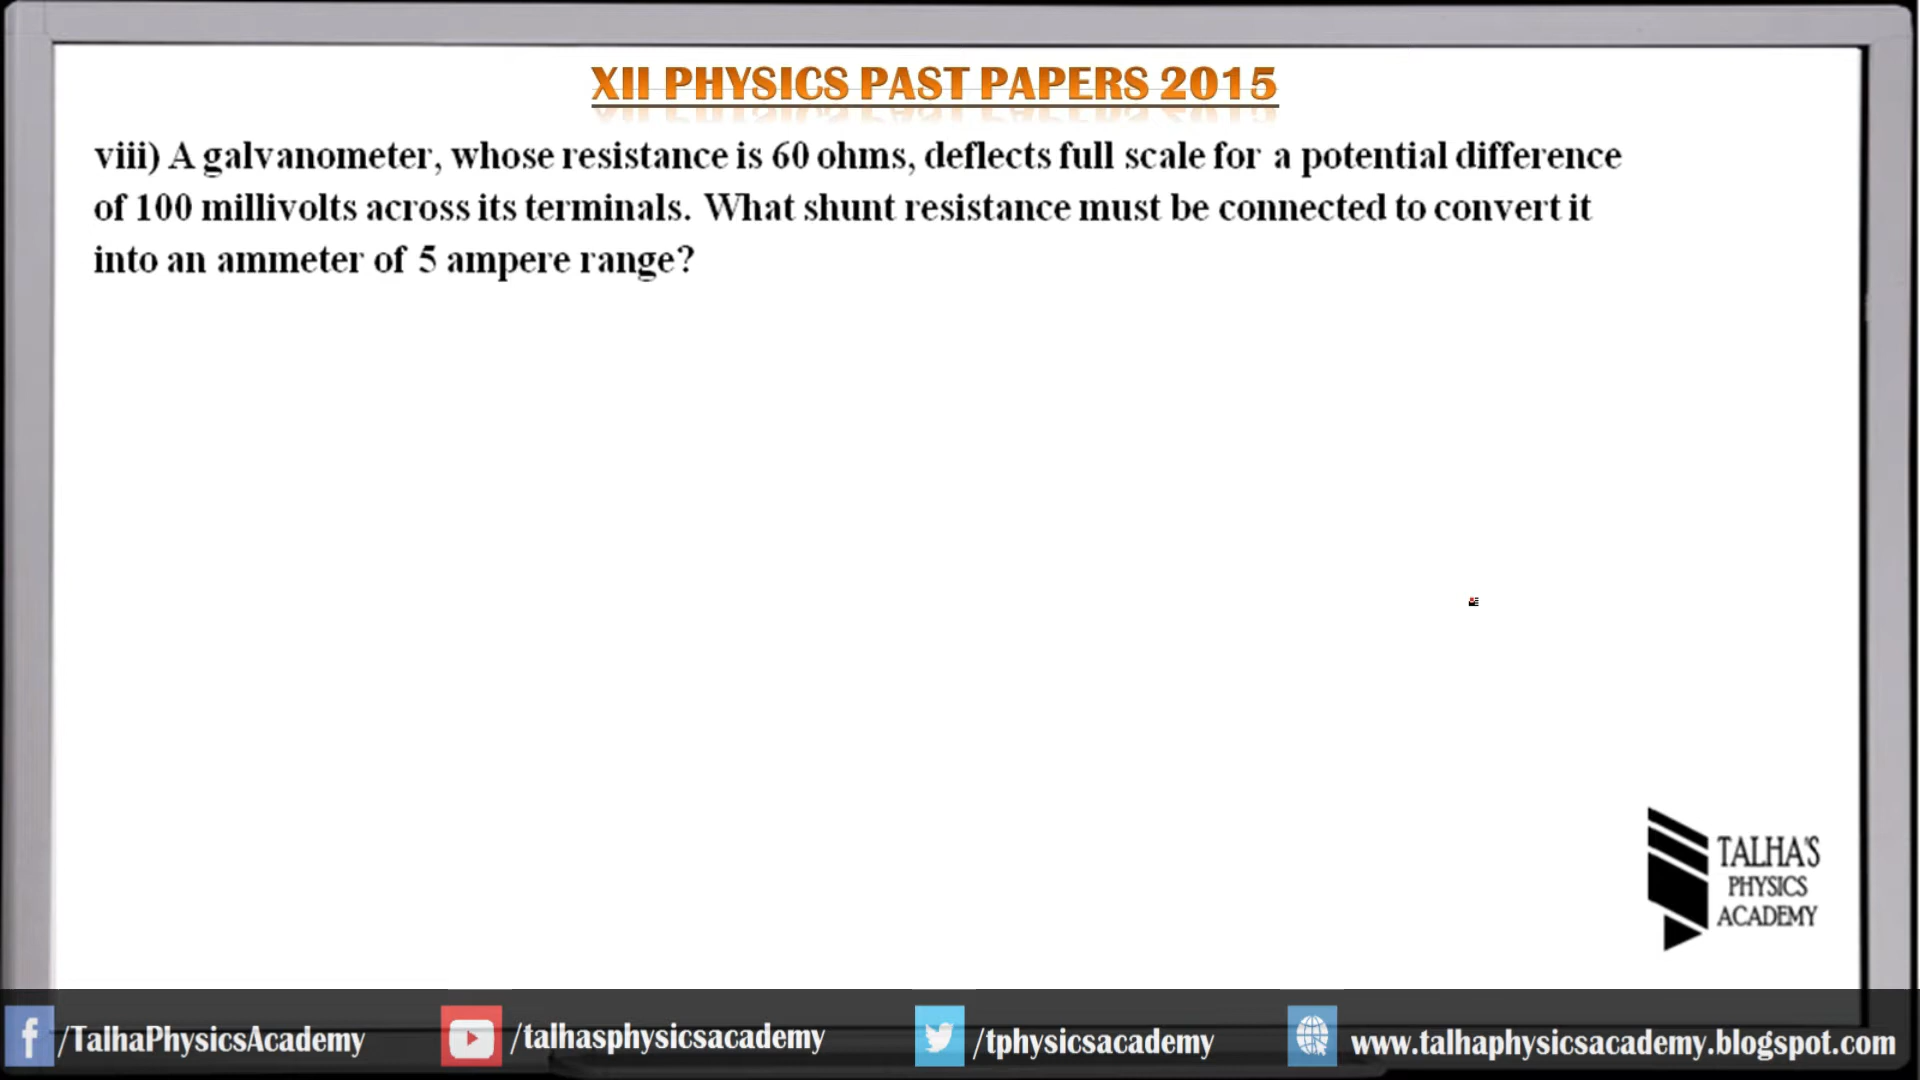 XII PHYSICS PAST PAPERS 2015
viii) A galvanometer, whose resistance is 60 ohms, deflects full scale for a potential difference
of 100 millivolts across its terminals. What shunt resistance must be connected to convert it
into an ammeter of 5 ampere range?
TALHA'S
PHYSICS
ACADEMY
/TalhaPhysicsAcademy
/talhasphysicsacademy
/tphysicsacademy
www.talhaphysicsacademy.blogspot.com